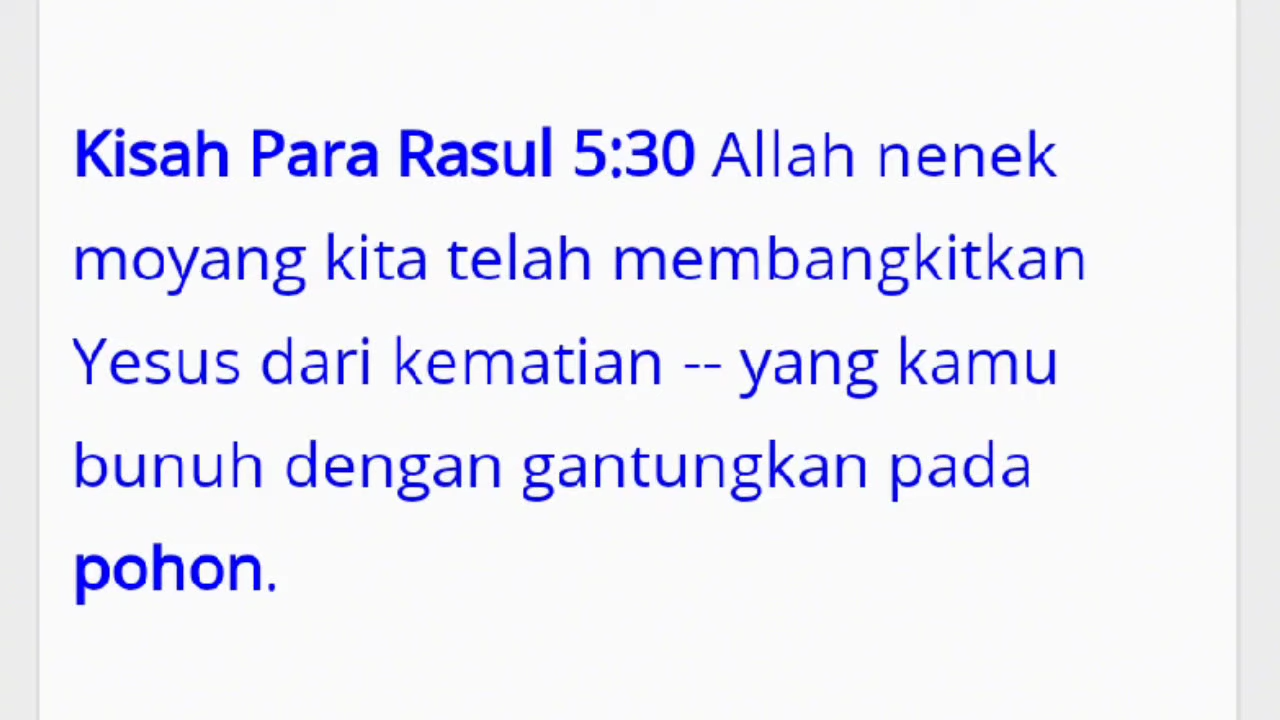 Kisah Para Rasul 5:30 Allah nenek
moyang kita telah membangkitkan
Yesus dari kematian -- yang kamu
bunuh dengan gantungkan pada
pohon.